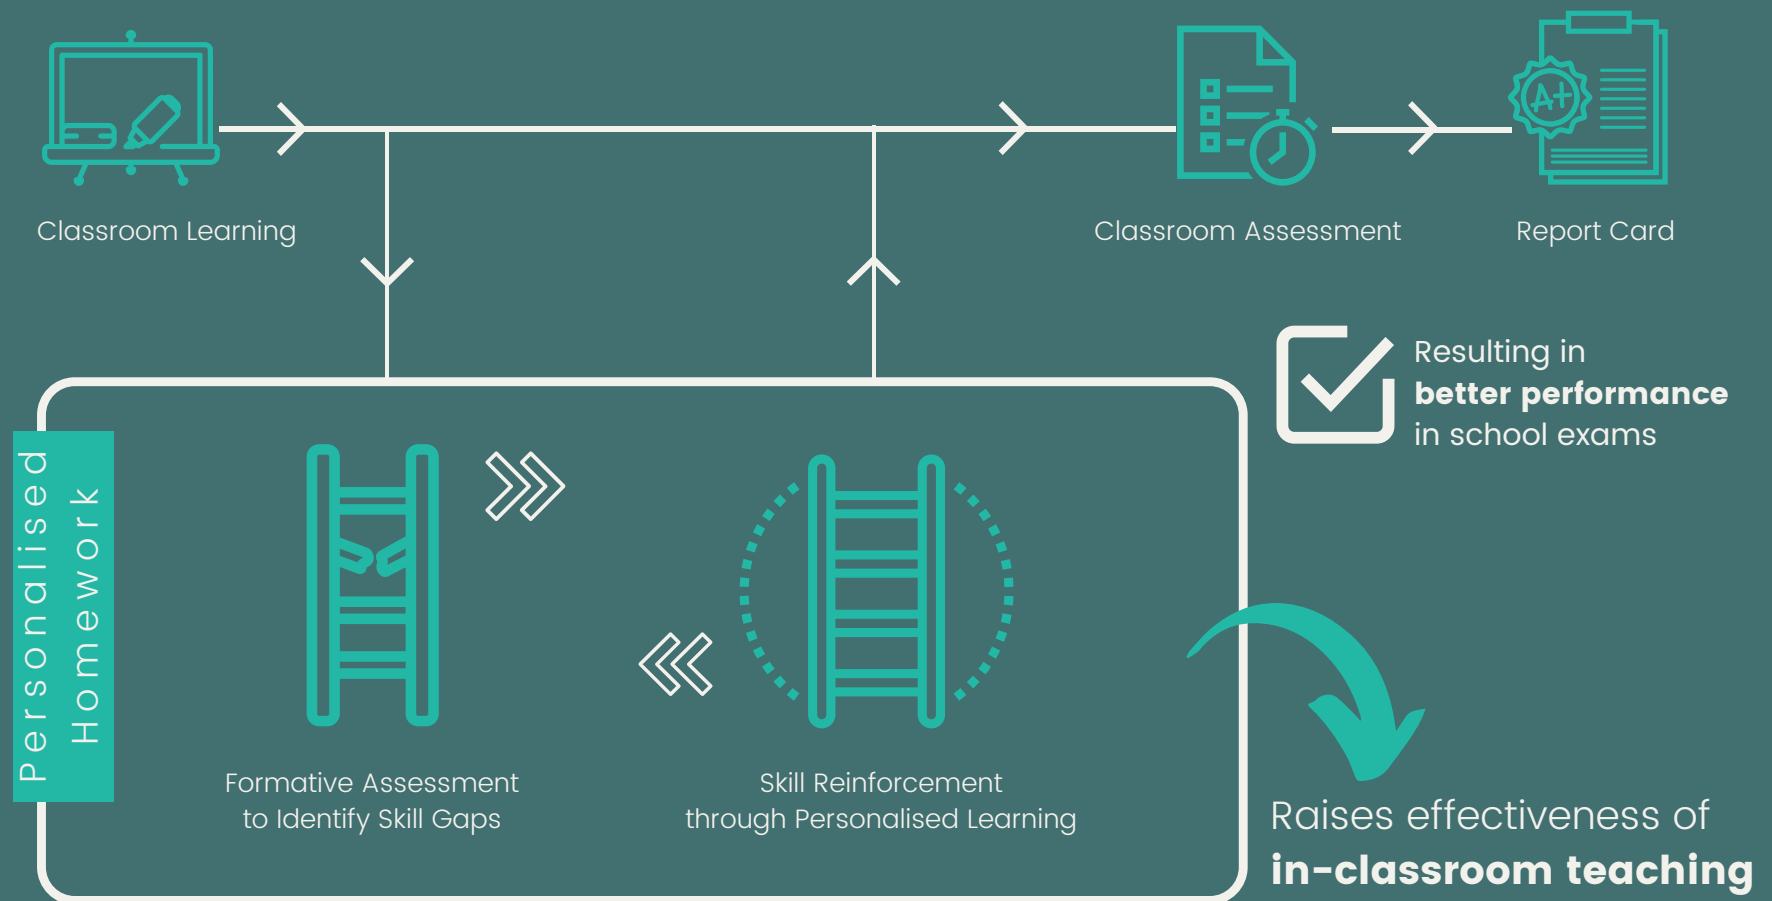 A+
Classroom Learning
Classroom Assessment
Report Card
Resulting in
better performance
in school exams
Personalised
Homework
Formative Assessment
to Identify Skill Gaps
Skill Reinforcement
through Personalised Learning
Raises effectiveness of
in-classroom teaching